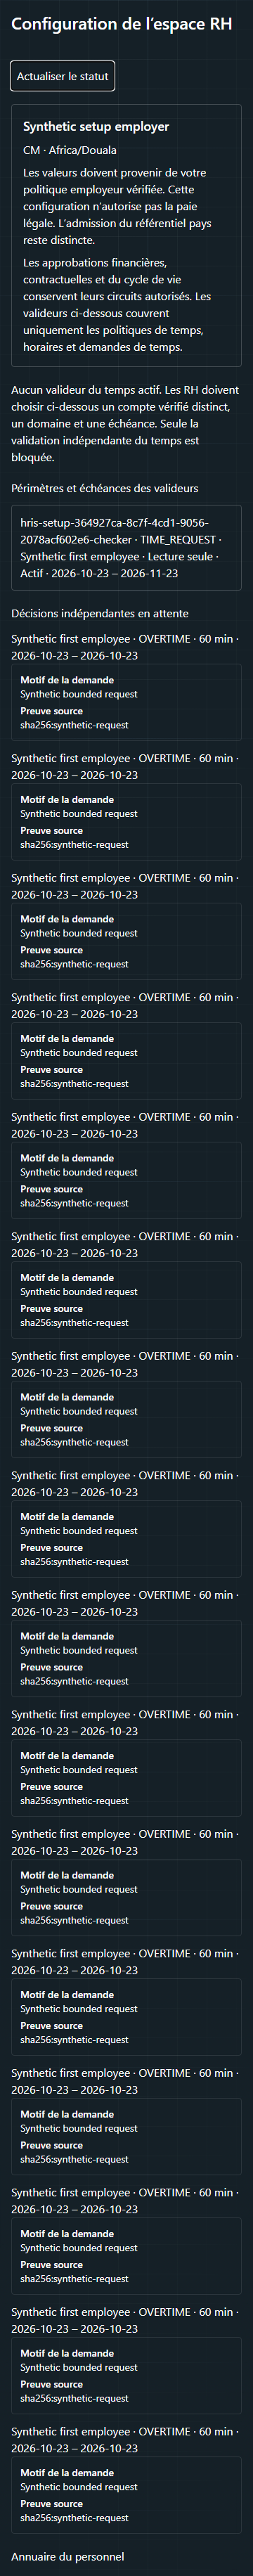 Configuration de l’espace RH
Actualiser le statut
Synthetic setup employer
CM · Africa/Douala
Les valeurs doivent provenir de votre
politique employeur vérifiée. Cette
configuration n’autorise pas la paie
légale. L’admission du référentiel pays
reste distincte.
Les approbations financières,
contractuelles et du cycle de vie
conservent leurs circuits autorisés. Les
valideurs ci-dessous couvrent
uniquement les politiques de temps,
horaires et demandes de temps.
Aucun valideur du temps actif. Les RH doivent
choisir ci-dessous un compte vérifié distinct,
un domaine et une échéance. Seule la
validation indépendante du temps est
bloquée.
Périmètres et échéances des valideurs
hris-setup-364927ca-8c7f-4cd1-9056-
2078acf602e6-checker · TIME_REQUEST ·
Synthetic first employee · Lecture seule ·
Actif · 2026-10-23 – 2026-11-23
Décisions indépendantes en attente
Synthetic first employee · OVERTIME · 60 min ·
2026-10-23 – 2026-10-23
Motif de la demande
Synthetic bounded request
Preuve source
sha256:synthetic-request
Synthetic first employee · OVERTIME · 60 min ·
2026-10-23 – 2026-10-23
Motif de la demande
Synthetic bounded request
Preuve source
sha256:synthetic-request
Synthetic first employee · OVERTIME · 60 min ·
2026-10-23 – 2026-10-23
Motif de la demande
Synthetic bounded request
Preuve source
sha256:synthetic-request
Synthetic first employee · OVERTIME · 60 min ·
2026-10-23 – 2026-10-23
Motif de la demande
Synthetic bounded request
Preuve source
sha256:synthetic-request
Synthetic first employee · OVERTIME · 60 min ·
2026-10-23 – 2026-10-23
Motif de la demande
Synthetic bounded request
Preuve source
sha256:synthetic-request
Synthetic first employee · OVERTIME · 60 min ·
2026-10-23 – 2026-10-23
Motif de la demande
Synthetic bounded request
Preuve source
sha256:synthetic-request
Synthetic first employee · OVERTIME · 60 min ·
2026-10-23 – 2026-10-23
Motif de la demande
Synthetic bounded request
Preuve source
sha256:synthetic-request
Synthetic first employee · OVERTIME · 60 min ·
2026-10-23 – 2026-10-23
Motif de la demande
Synthetic bounded request
Preuve source
sha256:synthetic-request
Synthetic first employee · OVERTIME · 60 min ·
2026-10-23 – 2026-10-23
Motif de la demande
Synthetic bounded request
Preuve source
sha256:synthetic-request
Synthetic first employee · OVERTIME · 60 min ·
2026-10-23 – 2026-10-23
Motif de la demande
Synthetic bounded request
Preuve source
sha256:synthetic-request
Synthetic first employee · OVERTIME · 60 min ·
2026-10-23 – 2026-10-23
Motif de la demande
Synthetic bounded request
Preuve source
sha256:synthetic-request
Synthetic first employee · OVERTIME · 60 min ·
2026-10-23 – 2026-10-23
Motif de la demande
Synthetic bounded request
Preuve source
sha256:synthetic-request
Synthetic first employee · OVERTIME · 60 min ·
2026-10-23 – 2026-10-23
Motif de la demande
Synthetic bounded request
Preuve source
sha256:synthetic-request
Synthetic first employee · OVERTIME · 60 min ·
2026-10-23 – 2026-10-23
Motif de la demande
Synthetic bounded request
Preuve source
sha256:synthetic-request
Synthetic first employee · OVERTIME · 60 min ·
2026-10-23 – 2026-10-23
Motif de la demande
Synthetic bounded request
Preuve source
sha256:synthetic-request
Synthetic first employee · OVERTIME · 60 min ·
2026-10-23 – 2026-10-23
Motif de la demande
Synthetic bounded request
Preuve source
sha256:synthetic-request
Annuaire du personnel